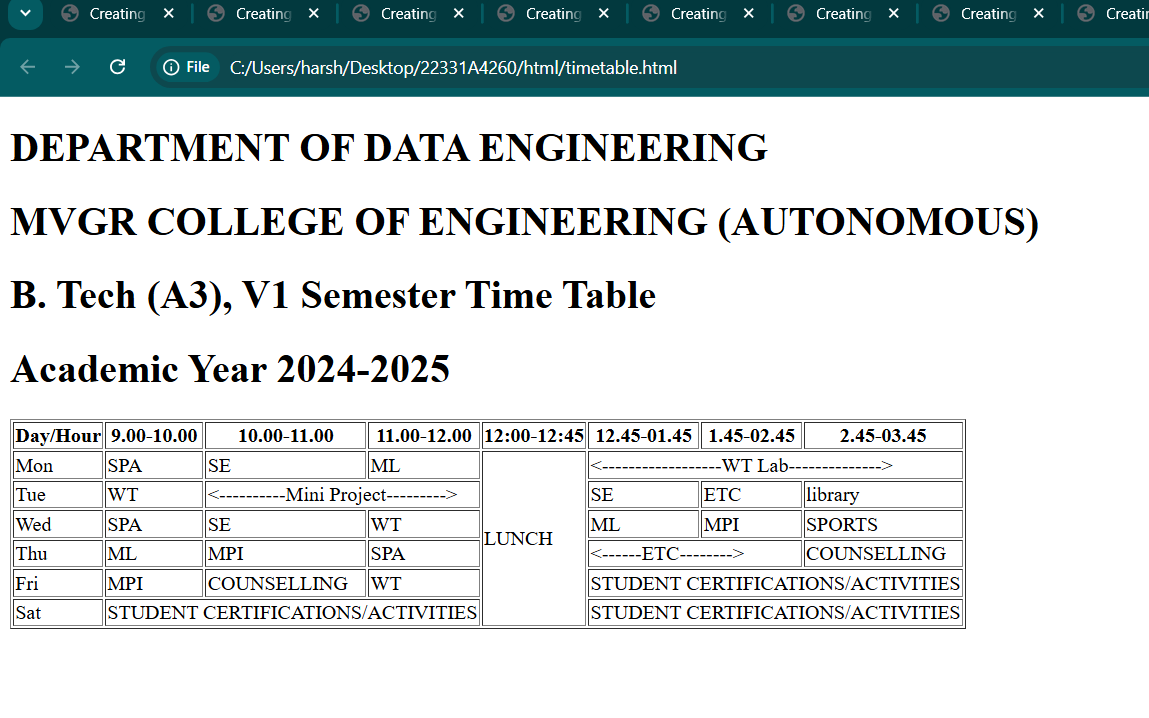 Creating Creating Creating Creating Creating Creating Creating Creatin
File C:/Users/harsh/Desktop/22331A4260/html/timetable.html
DEPARTMENT OF DATA ENGINEERING
MVGR COLLEGE OF ENGINEERING (AUTONOMOUS)
B. Tech (A3), V1 Semester Time Table
Academic Year 2024-2025
Day/Hour 9.00-10.00 10.00-11.00 11.00-12.00 12:00-12:45 12.45-01.45 1.45-02.45 2.45-03.45
Mon SPA SE ML <------------------WT Lab-------------->
Tue WT <----------Mini Project---------> SE ETC library
Wed SPA SE WT ML MPI SPORTS
LUNCH
Thu ML MPI SPA <------ETC--------> COUNSELLING
Fri MPI COUNSELLING WT STUDENT CERTIFICATIONS/ACTIVITIES
Sat STUDENT CERTIFICATIONS/ACTIVITIES STUDENT CERTIFICATIONS/ACTIVITIES